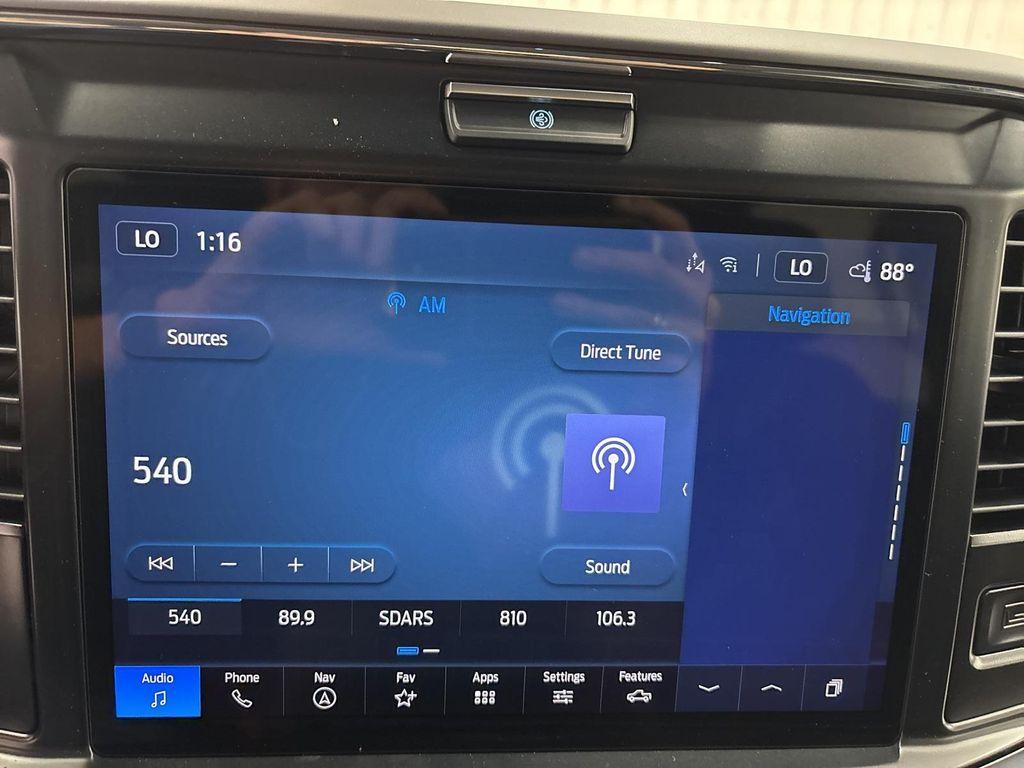 LO 1:16 LO 88°
AM
Navigation
Sources
Direct Tune
540
Sound
540 89.9 SDARS 810 106.3
Audio Phone Nav Fav Apps Settings Features